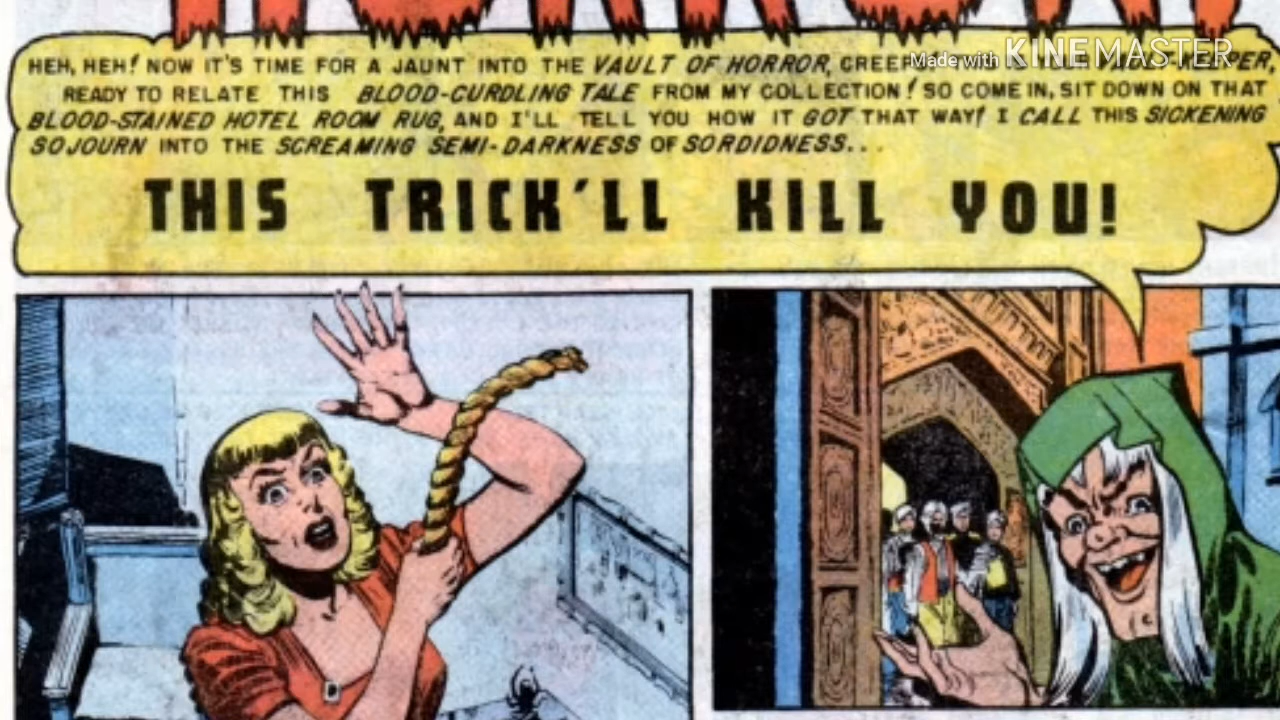 HORROR!
Made with KINEMASTER
HEH, HEH! NOW IT'S TIME FOR A JAUNT INTO THE VAULT OF HORROR,
READY TO RELATE THIS BLOOD-CURDLING TALE FROM MY COLLECTION! SO COME IN, SIT DOWN ON THAT
BLOOD-STAINED HOTEL ROOM RUG, AND I'LL TELL YOU HOW IT GOT THAT WAY! I CALL THIS SICKENING
SOJOURN INTO THE SCREAMING SEMI-DARKNESS OF SORDIDNESS...
THIS TRICK'LL KILL YOU!